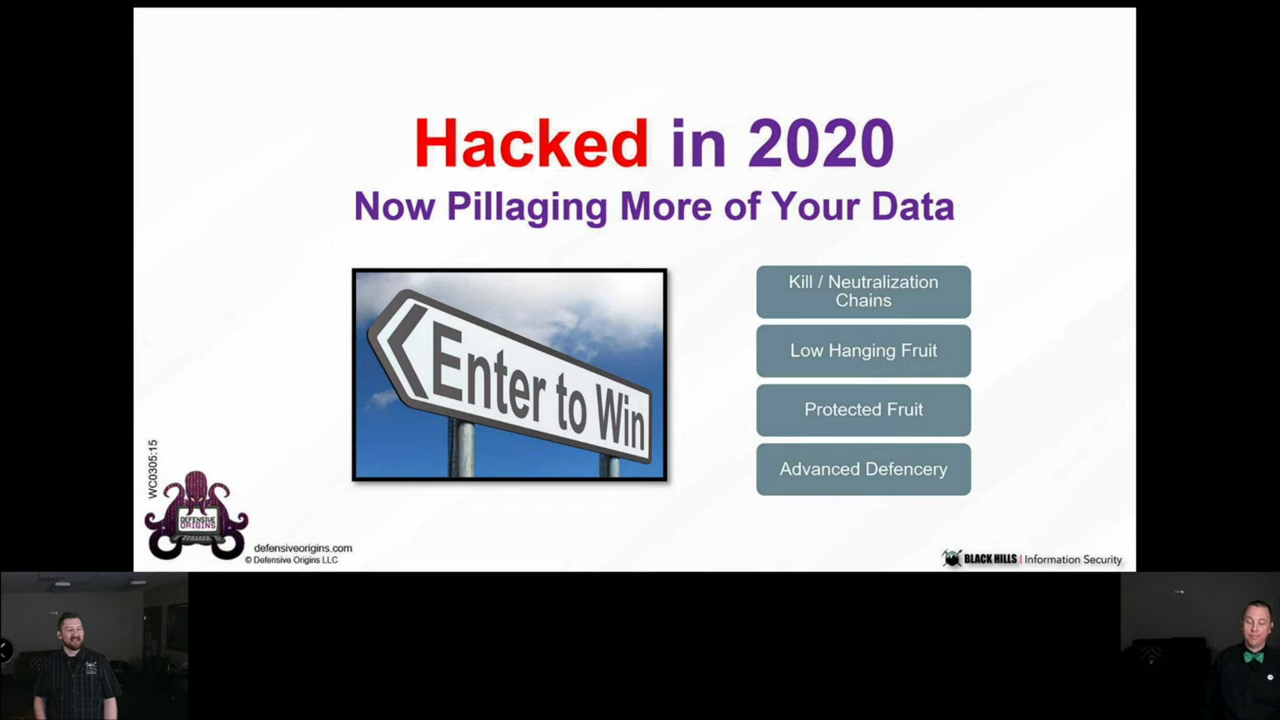 Hacked in 2020
Now Pillaging More of Your Data
Enter to Win
Kill / Neutralization
Chains
Low Hanging Fruit
Protected Fruit
Advanced Defencery
WC0305:15
DEFENSIVE
ORIGINS
defensiveorigins.com
© Defensive Origins LLC
BLACK HILLS | Information Security